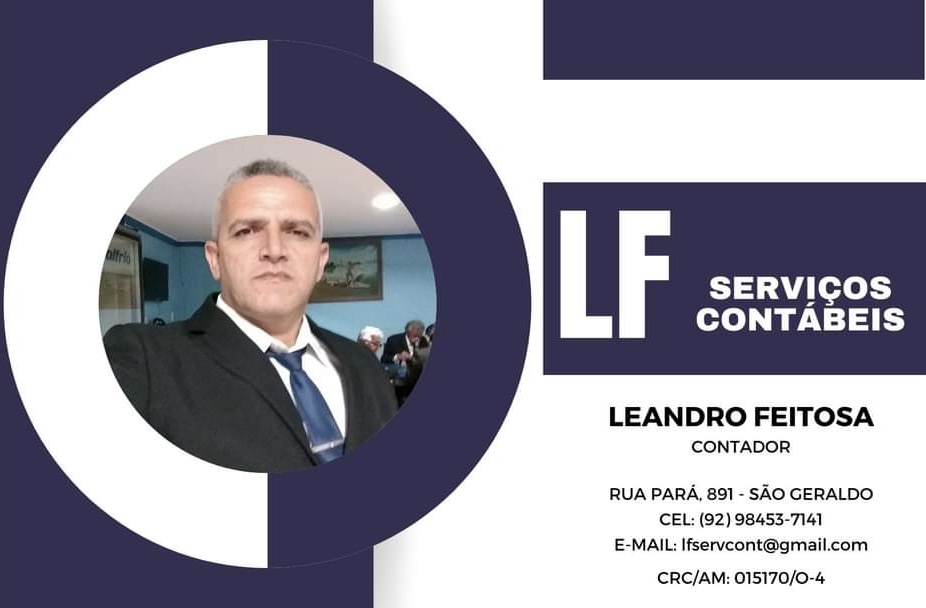 LF
SERVIÇOS
CONTÁBEIS
LEANDRO FEITOSA
CONTADOR
RUA PARÁ, 891 - SÃO GERALDO
CEL: (92) 98453-7141
E-MAIL: lfservcont@gmail.com
CRC/AM: 015170/O-4